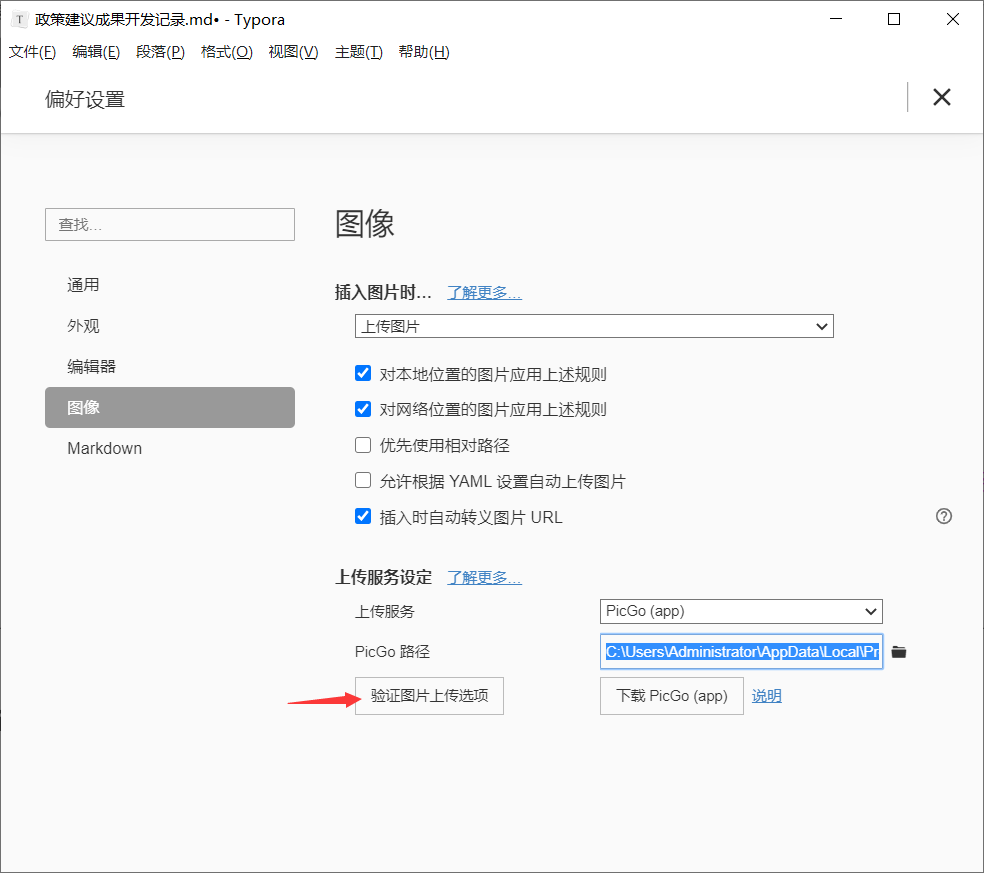 T 政策建议成果开发记录.md• - Typora
文件(F) 编辑(E) 段落(P) 格式(O) 视图(V) 主题(T) 帮助(H)
偏好设置
查找...
通用
外观
编辑器
图像
Markdown
图像
插入图片时... 了解更多...
上传图片
对本地位置的图片应用上述规则
对网络位置的图片应用上述规则
优先使用相对路径
允许根据 YAML 设置自动上传图片
插入时自动转义图片 URL
上传服务设定 了解更多...
上传服务 PicGo (app)
PicGo 路径 C:\Users\Administrator\AppData\Local\Pr
验证图片上传选项 下载 PicGo (app) 说明